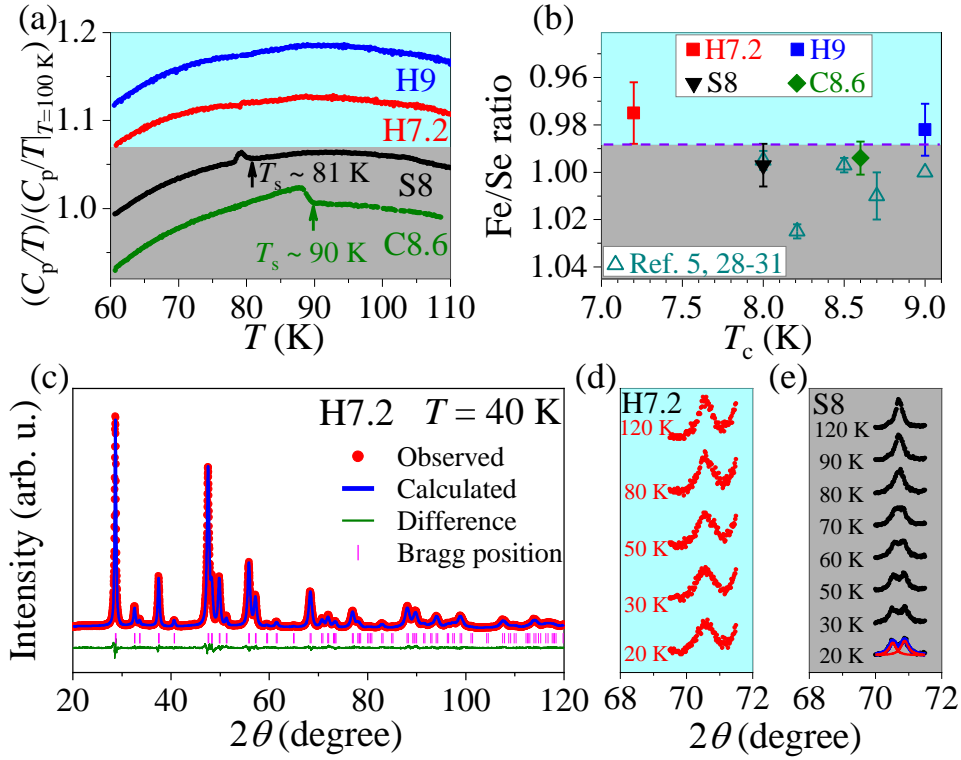 (a)
(C_p/T)/(C_p/T|_{T=100 K})
1.2
1.1
1.0
H9
H7.2
S8
C8.6
T_s ~ 81 K
T_s ~ 90 K
60 70 80 90 100 110
T (K)
(b)
Fe/Se ratio
0.96
0.98
1.00
1.02
1.04
H7.2 H9
S8 C8.6
Ref. 5, 28-31
7.0 7.5 8.0 8.5 9.0
T_c (K)
(c)
Intensity (arb. u.)
H7.2 T = 40 K
Observed
Calculated
Difference
Bragg position
20 40 60 80 100 120
2θ (degree)
(d)
H7.2
120 K
80 K
50 K
30 K
20 K
68 70 72
(e)
S8
120 K
90 K
80 K
70 K
60 K
50 K
30 K
20 K
68 70 72
2θ (degree)